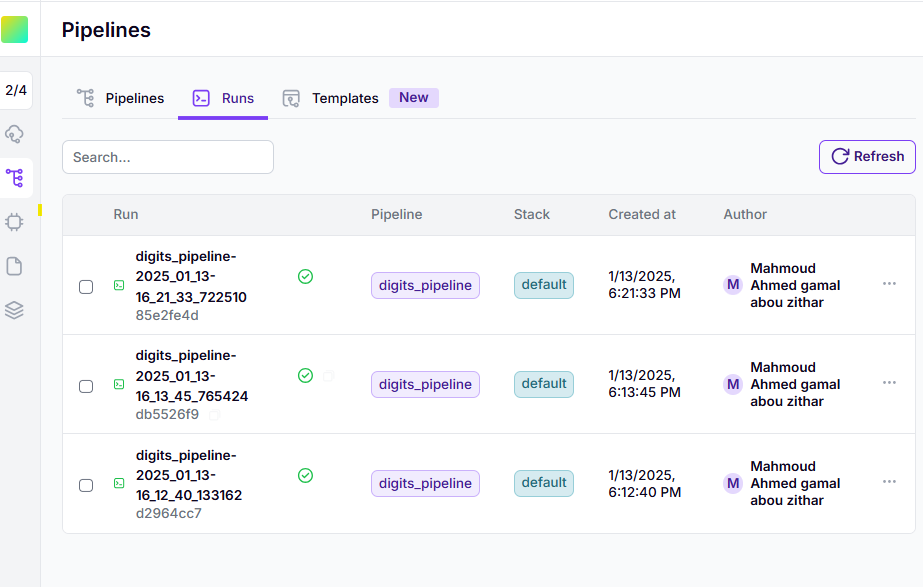 Pipelines
2/4
Pipelines Runs Templates New
Search...
Refresh
Run Pipeline Stack Created at Author
digits_pipeline-
2025_01_13-
16_21_33_722510
85e2fe4d
digits_pipeline
default
1/13/2025,
6:21:33 PM
M
Mahmoud
Ahmed gamal
abou zithar
digits_pipeline-
2025_01_13-
16_13_45_765424
db5526f9
digits_pipeline
default
1/13/2025,
6:13:45 PM
M
Mahmoud
Ahmed gamal
abou zithar
digits_pipeline-
2025_01_13-
16_12_40_133162
d2964cc7
digits_pipeline
default
1/13/2025,
6:12:40 PM
M
Mahmoud
Ahmed gamal
abou zithar